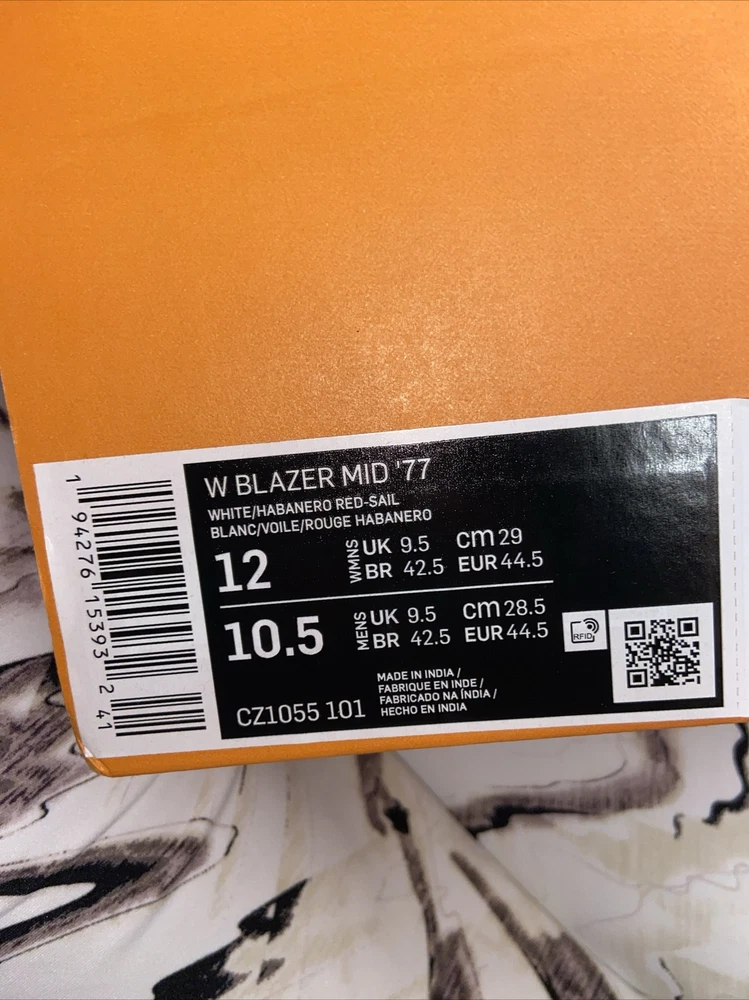 W BLAZER MID '77
WHITE/HABANERO RED-SAIL
BLANC/VOILE/ROUGE HABANERO
12 WMNS UK 9.5 cm 29
BR 42.5 EUR 44.5
10.5 MENS UK 9.5 cm 28.5
BR 42.5 EUR 44.5
RFID
MADE IN INDIA /
FABRIQUE EN INDE /
FABRICADO NA ÍNDIA /
HECHO EN INDIA
CZ1055 101
1 94276 15393 2 41